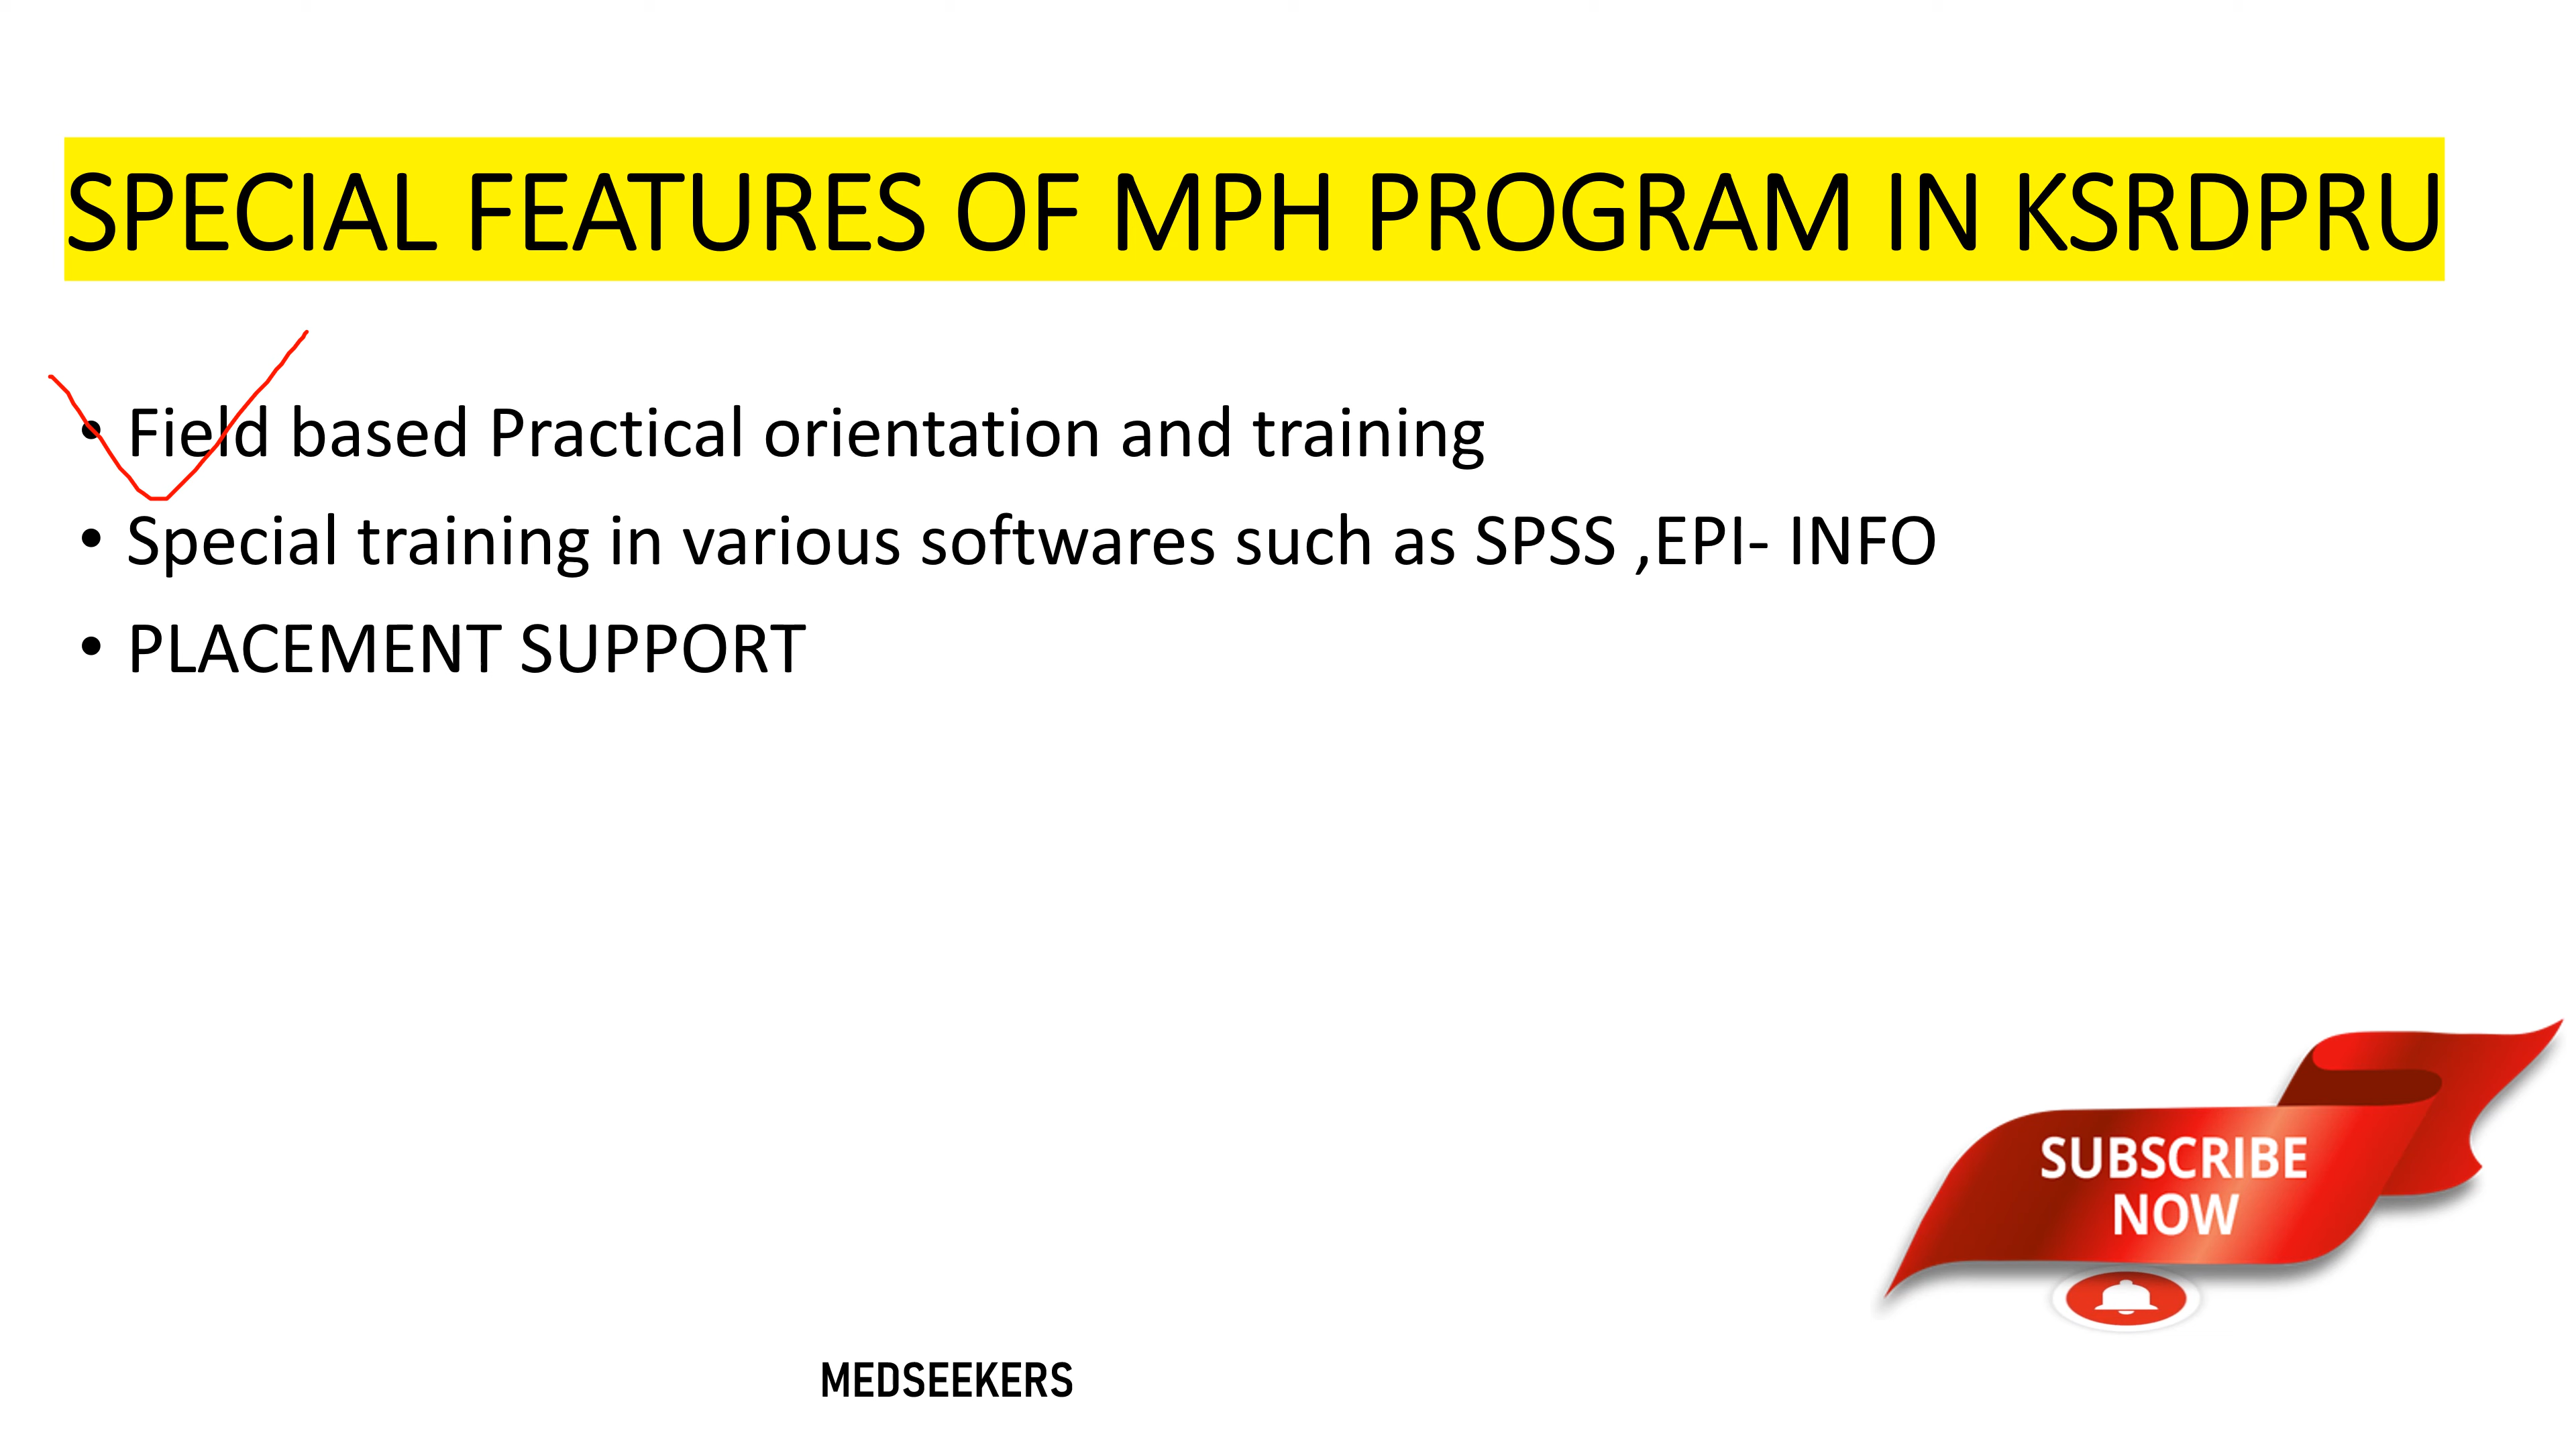 SPECIAL FEATURES OF MPH PROGRAM IN KSRDPRU
• Field based Practical orientation and training
• Special training in various softwares such as SPSS ,EPI- INFO
• PLACEMENT SUPPORT
SUBSCRIBE
NOW
MEDSEEKERS